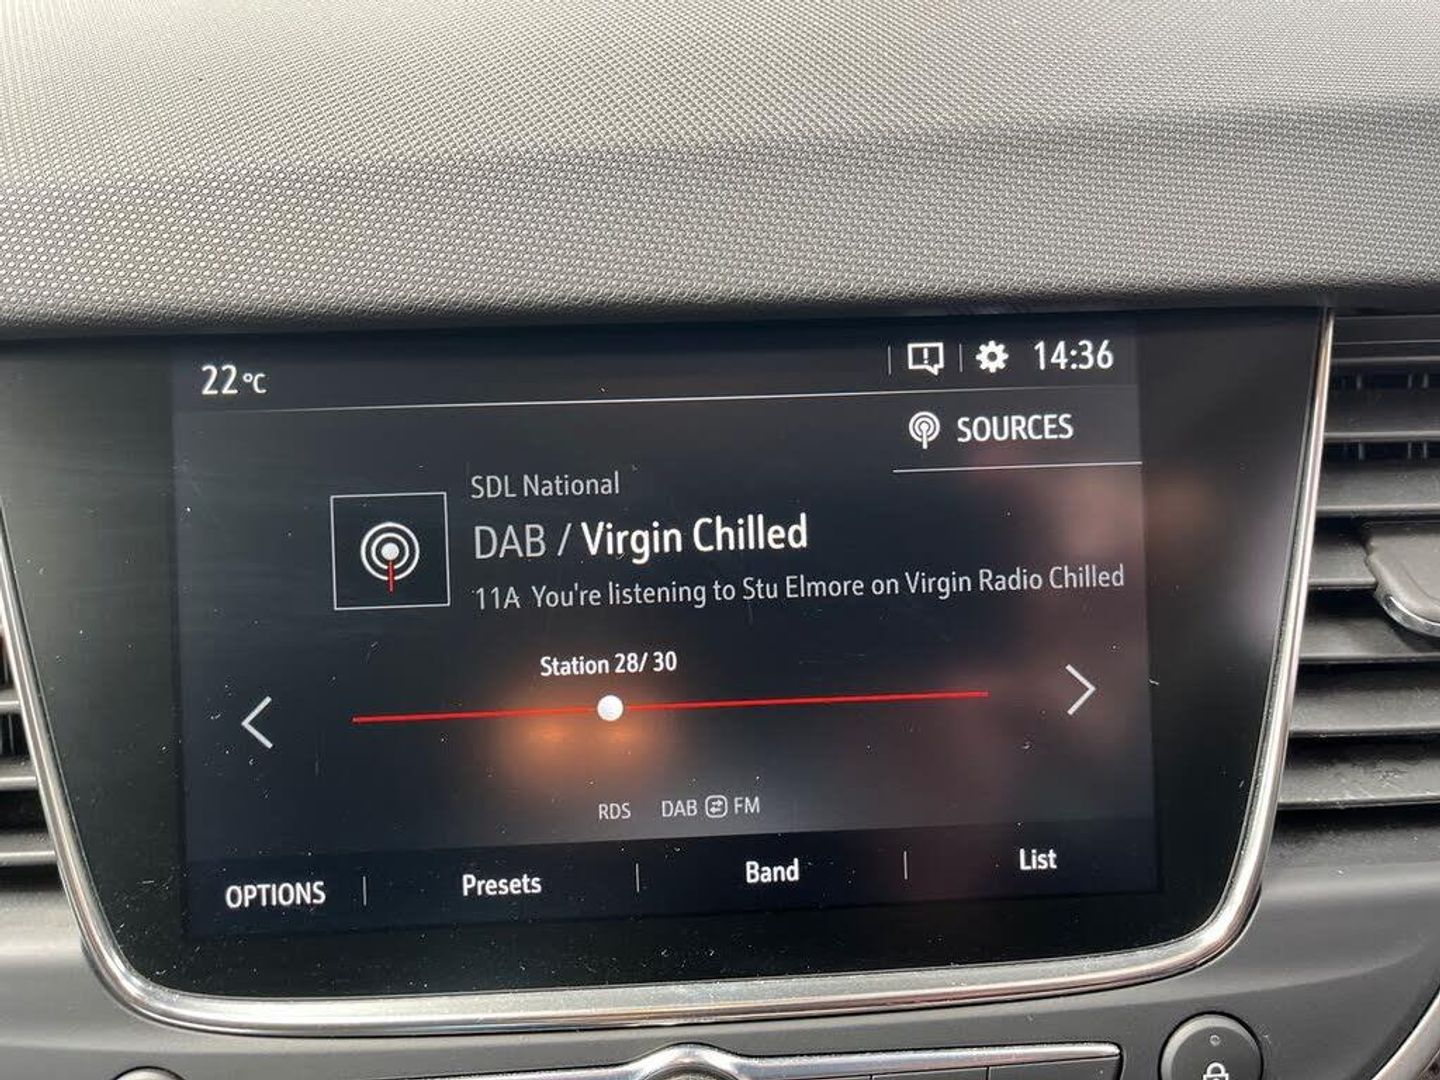 22°C
14:36
SOURCES
SDL National
DAB / Virgin Chilled
11A You're listening to Stu Elmore on Virgin Radio Chilled
Station 28/ 30
RDS DAB FM
OPTIONS Presets Band List